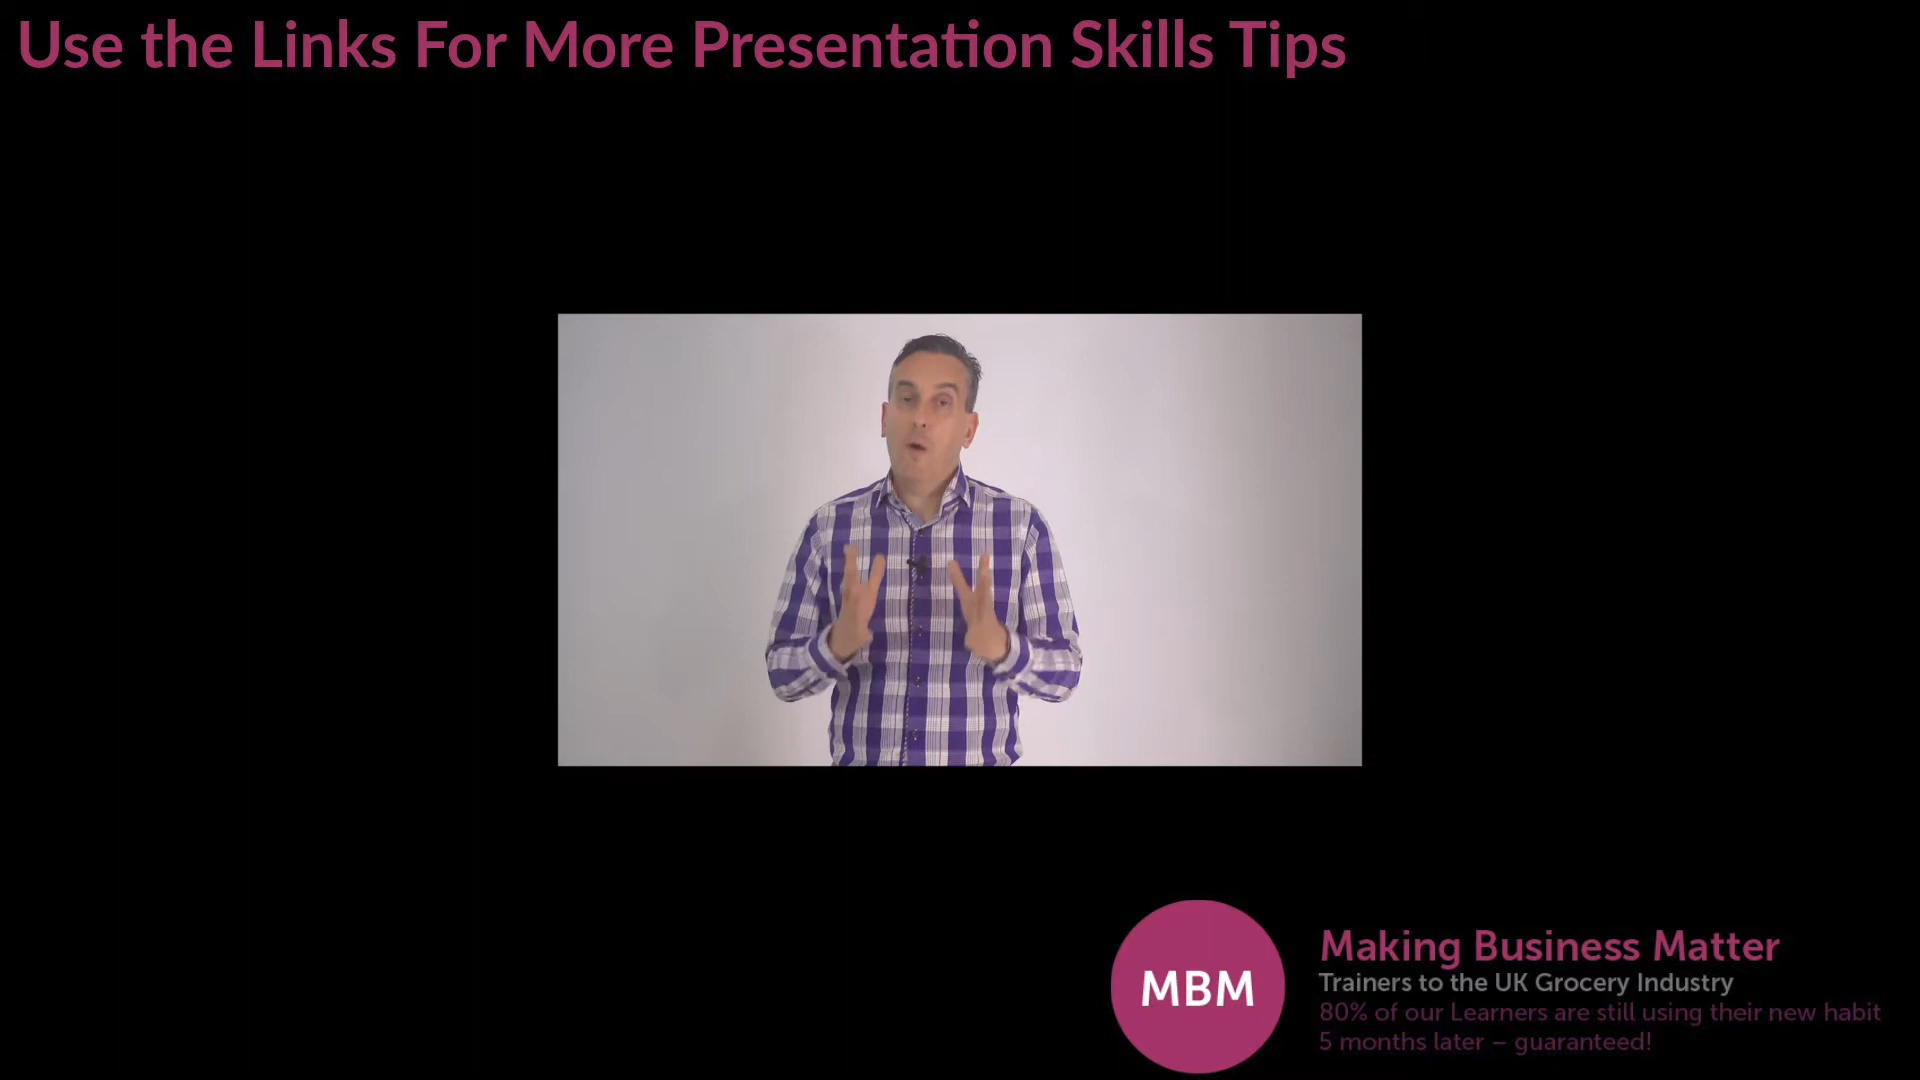 Use the Links For More Presentation Skills Tips
MBM
Making Business Matter
Trainers to the UK Grocery Industry
80% of our Learners are still using their new habit
5 months later – guaranteed!